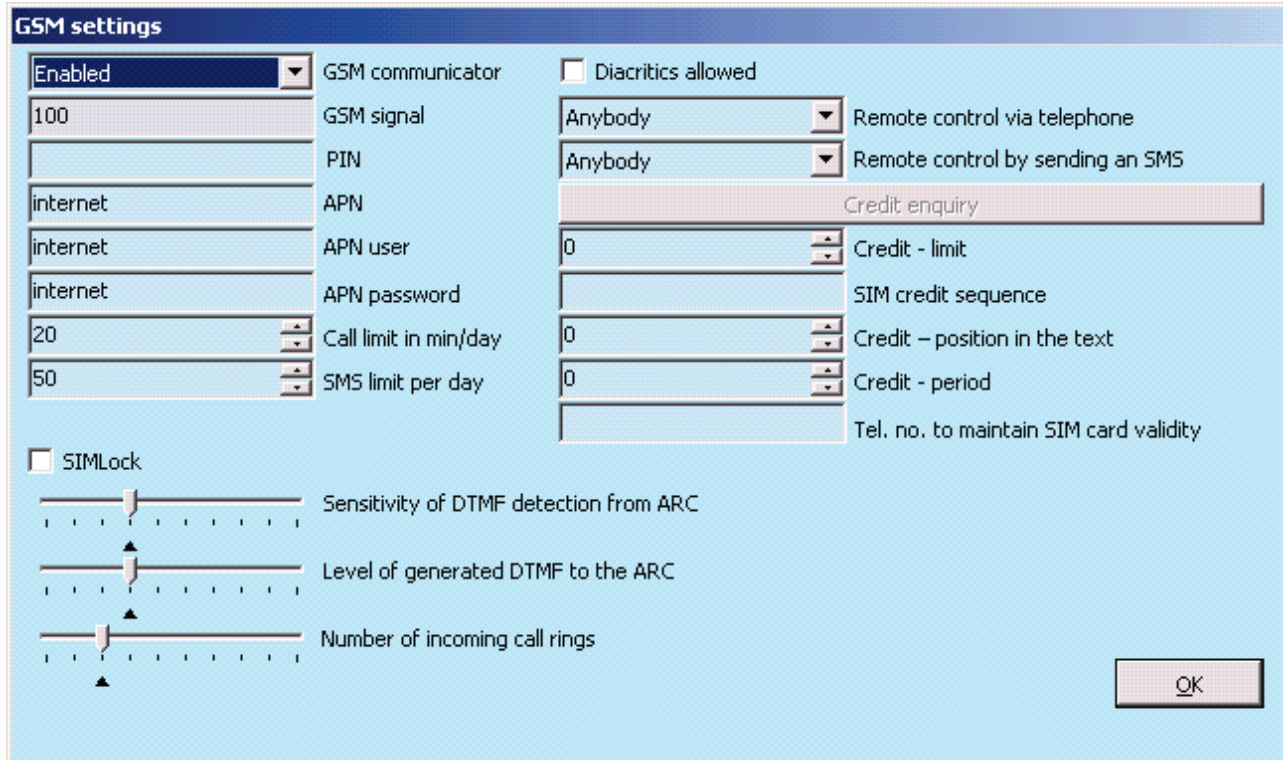 GSM settings
Enabled GSM communicator Diacritics allowed
100 GSM signal Anybody Remote control via telephone
PIN Anybody Remote control by sending an SMS
internet APN Credit enquiry
internet APN user 0 Credit - limit
internet APN password SIM credit sequence
20 Call limit in min/day 0 Credit – position in the text
50 SMS limit per day 0 Credit - period
Tel. no. to maintain SIM card validity
SIMLock
Sensitivity of DTMF detection from ARC
Level of generated DTMF to the ARC
Number of incoming call rings
OK